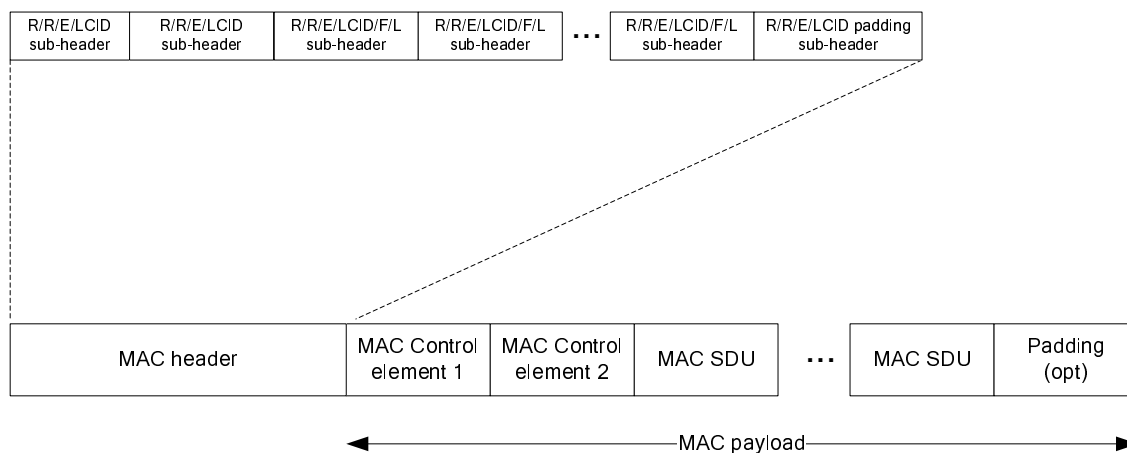 R/R/E/LCID
sub-header
R/R/E/LCID
sub-header
R/R/E/LCID/F/L
sub-header
R/R/E/LCID/F/L
sub-header
...
R/R/E/LCID/F/L
sub-header
R/R/E/LCID padding
sub-header
MAC header
MAC Control
element 1
MAC Control
element 2
MAC SDU
...
MAC SDU
Padding
(opt)
MAC payload